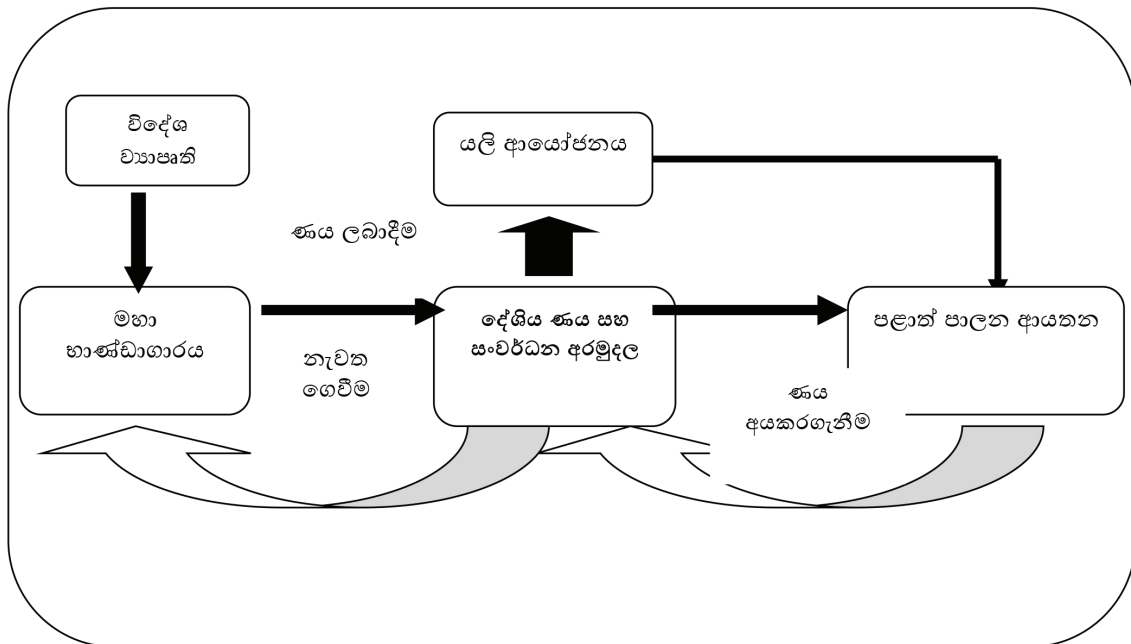 විදේශ
ව්‍යාපෘති
යලි ආයෝජනය
ණය ලබාදීම
මහා
භාණ්ඩාගාරය
දේශිය ණය සහ
සංවර්ධන අරමුදල
පළාත් පාලන ආයතන
නැවත
ගෙවීම
ණය
අයකරගැනීම